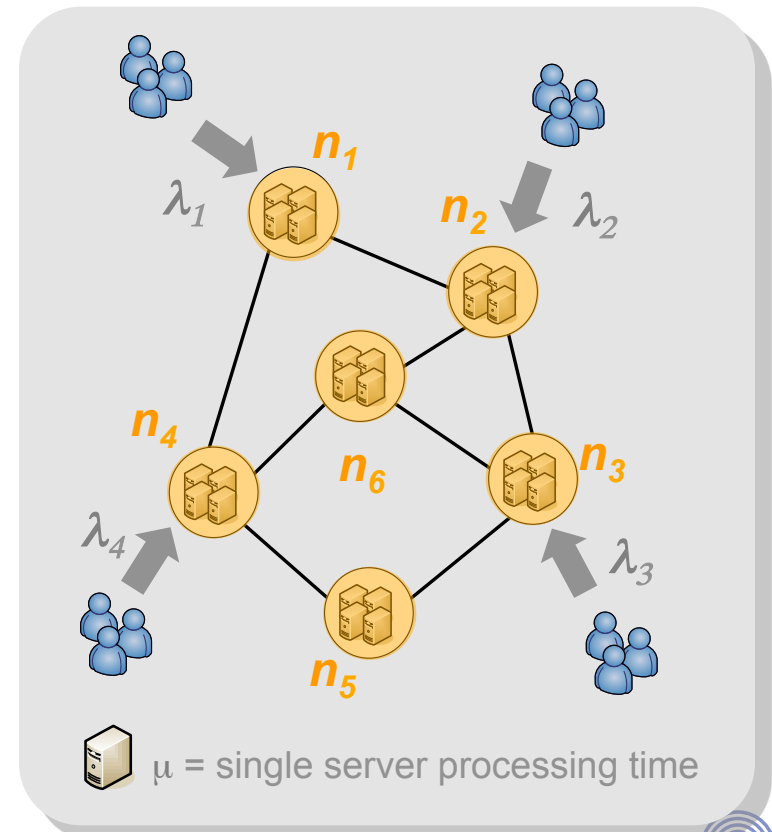 n1
λ1
n2
λ2
n4
n6
n3
λ4
λ3
n5
μ = single server processing time